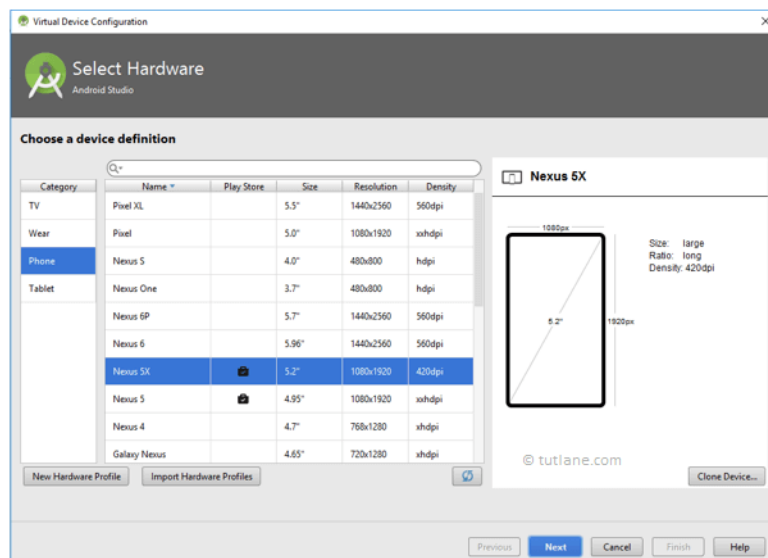 Virtual Device Configuration
Select Hardware
Android Studio
Choose a device definition
Category
TV
Wear
Phone
Tablet
Name Play Store Size Resolution Density
Pixel XL 5.5" 1440x2560 560dpi
Pixel 5.0" 1080x1920 xxhdpi
Nexus S 4.0" 480x800 hdpi
Nexus One 3.7" 480x800 hdpi
Nexus 6P 5.7" 1440x2560 560dpi
Nexus 6 5.96" 1440x2560 560dpi
Nexus 5X 5.2" 1080x1920 420dpi
Nexus 5 4.95" 1080x1920 xxhdpi
Nexus 4 4.7" 768x1280 xhdpi
Galaxy Nexus 4.65" 720x1280 xhdpi
New Hardware Profile Import Hardware Profiles
Nexus 5X
1080px
5.2"
1920px
Size: large
Ratio: long
Density: 420dpi
© tutlane.com
Clone Device...
Previous Next Cancel Finish Help